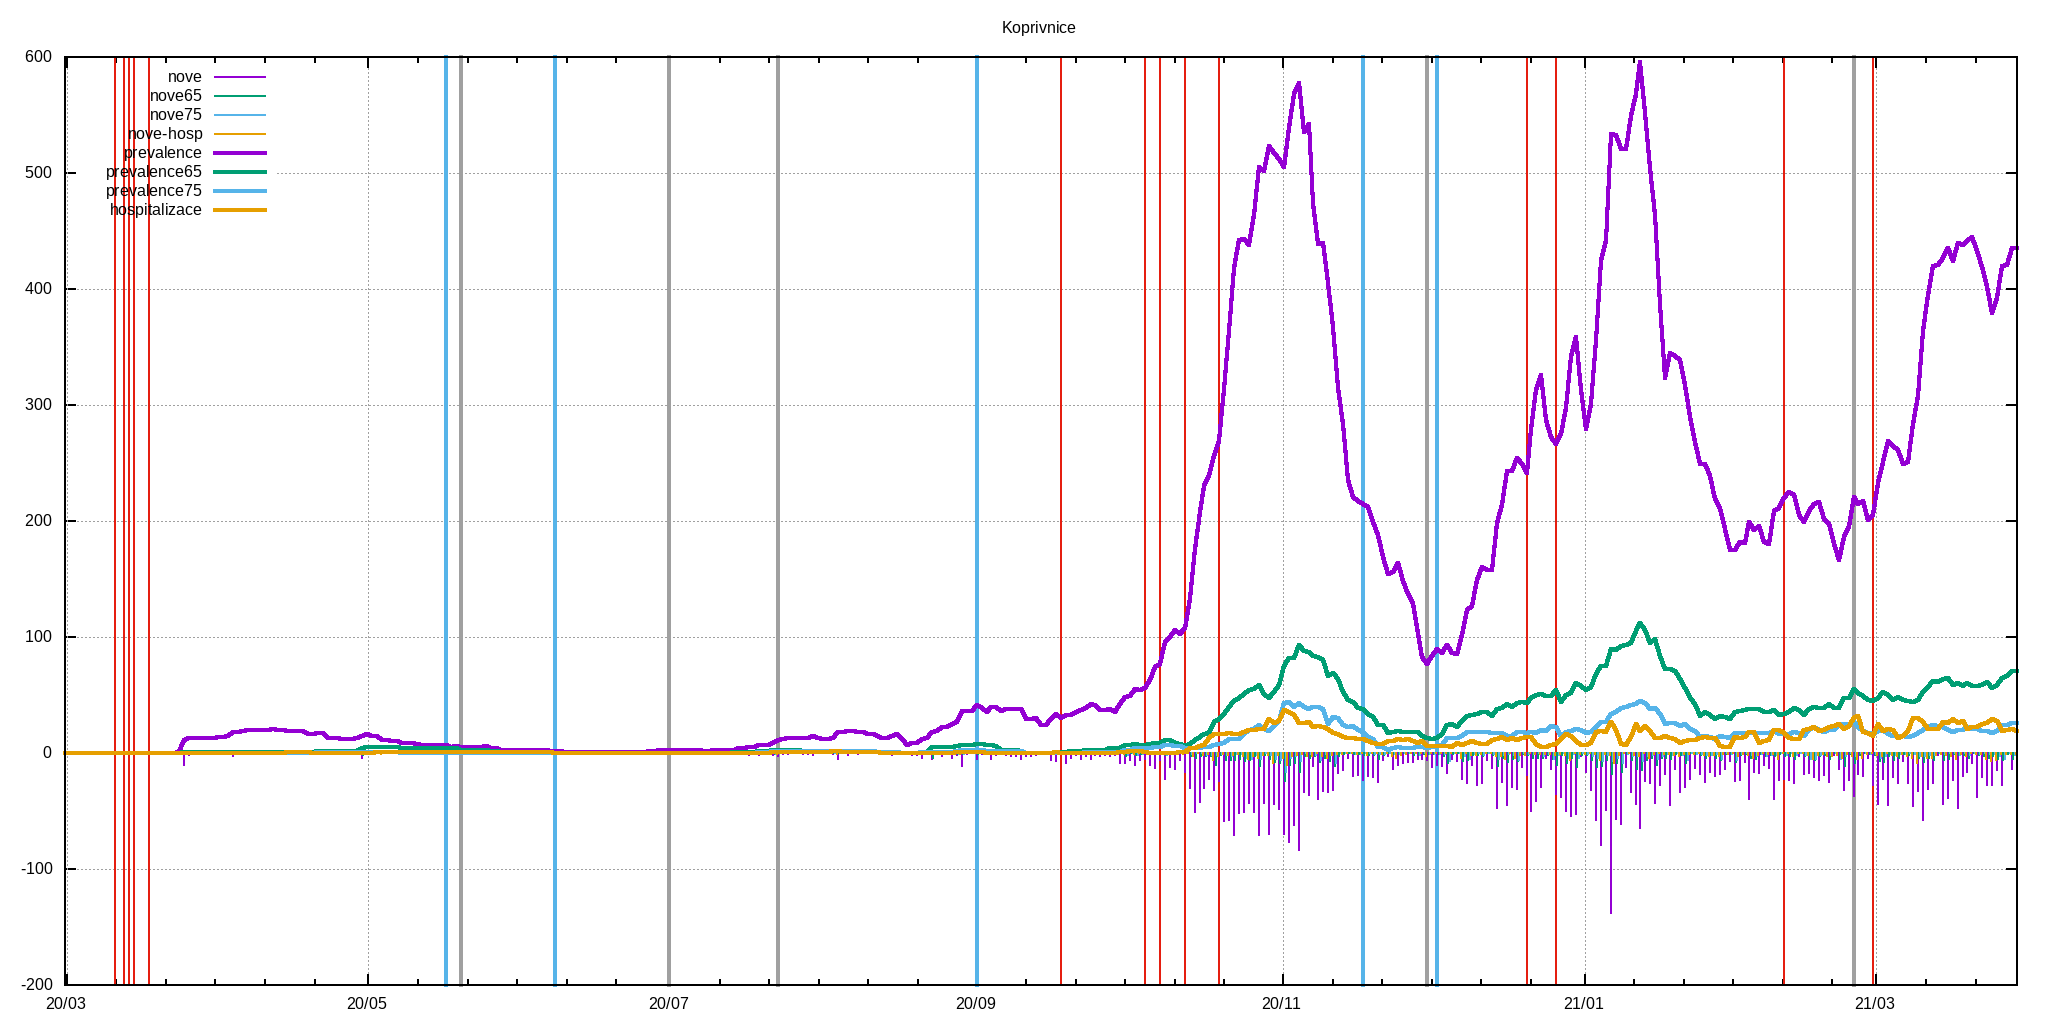 Koprivnice
600
500
400
300
200
100
0
-100
-200
nove
nove65
nove75
nove-hosp
prevalence
prevalence65
prevalence75
hospitalizace
20/03 20/05 20/07 20/09 20/11 21/01 21/03